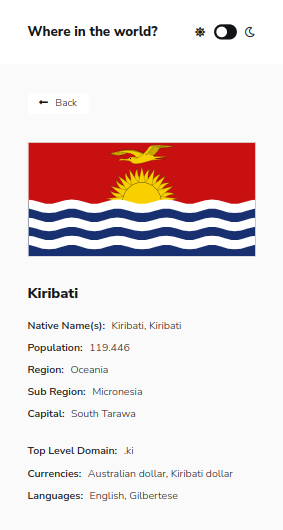 Where in the world?
Back
Kiribati
Native Name(s): Kiribati, Kiribati
Population: 119.446
Region: Oceania
Sub Region: Micronesia
Capital: South Tarawa
Top Level Domain: .ki
Currencies: Australian dollar, Kiribati dollar
Languages: English, Gilbertese